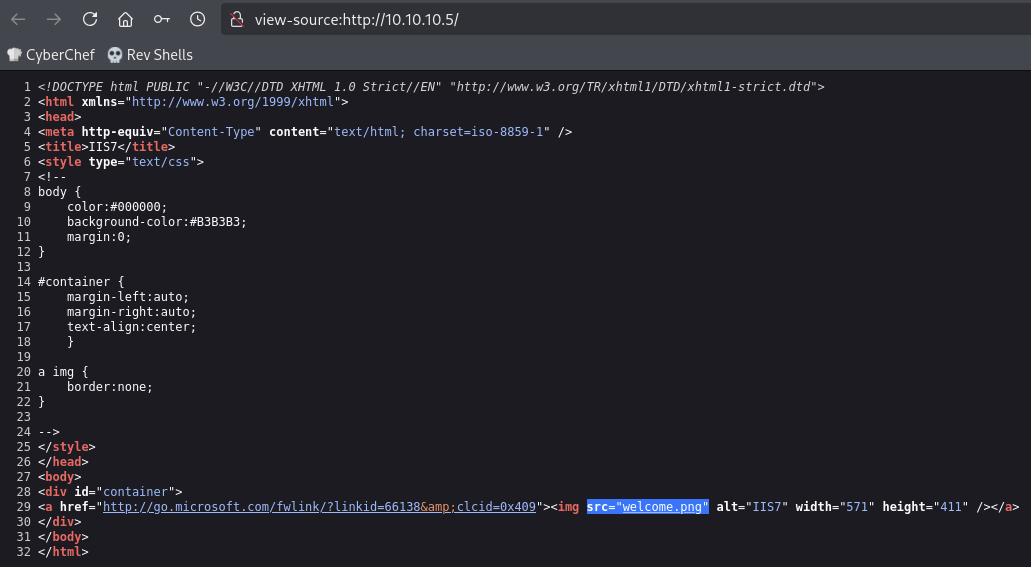 view-source:http://10.10.10.5/
CyberChef Rev Shells
1 <!DOCTYPE html PUBLIC "-//W3C//DTD XHTML 1.0 Strict//EN" "http://www.w3.org/TR/xhtml1/DTD/xhtml1-strict.dtd">
2 <html xmlns="http://www.w3.org/1999/xhtml">
3 <head>
4 <meta http-equiv="Content-Type" content="text/html; charset=iso-8859-1" />
5 <title>IIS7</title>
6 <style type="text/css">
7 <!--
8 body {
9     color:#000000;
10     background-color:#B3B3B3;
11     margin:0;
12 }
13
14 #container {
15     margin-left:auto;
16     margin-right:auto;
17     text-align:center;
18     }
19
20 a img {
21     border:none;
22 }
23
24 -->
25 </style>
26 </head>
27 <body>
28 <div id="container">
29 <a href="http://go.microsoft.com/fwlink/?linkid=66138&amp;clcid=0x409"><img src="welcome.png" alt="IIS7" width="571" height="411" /></a>
30 </div>
31 </body>
32 </html>